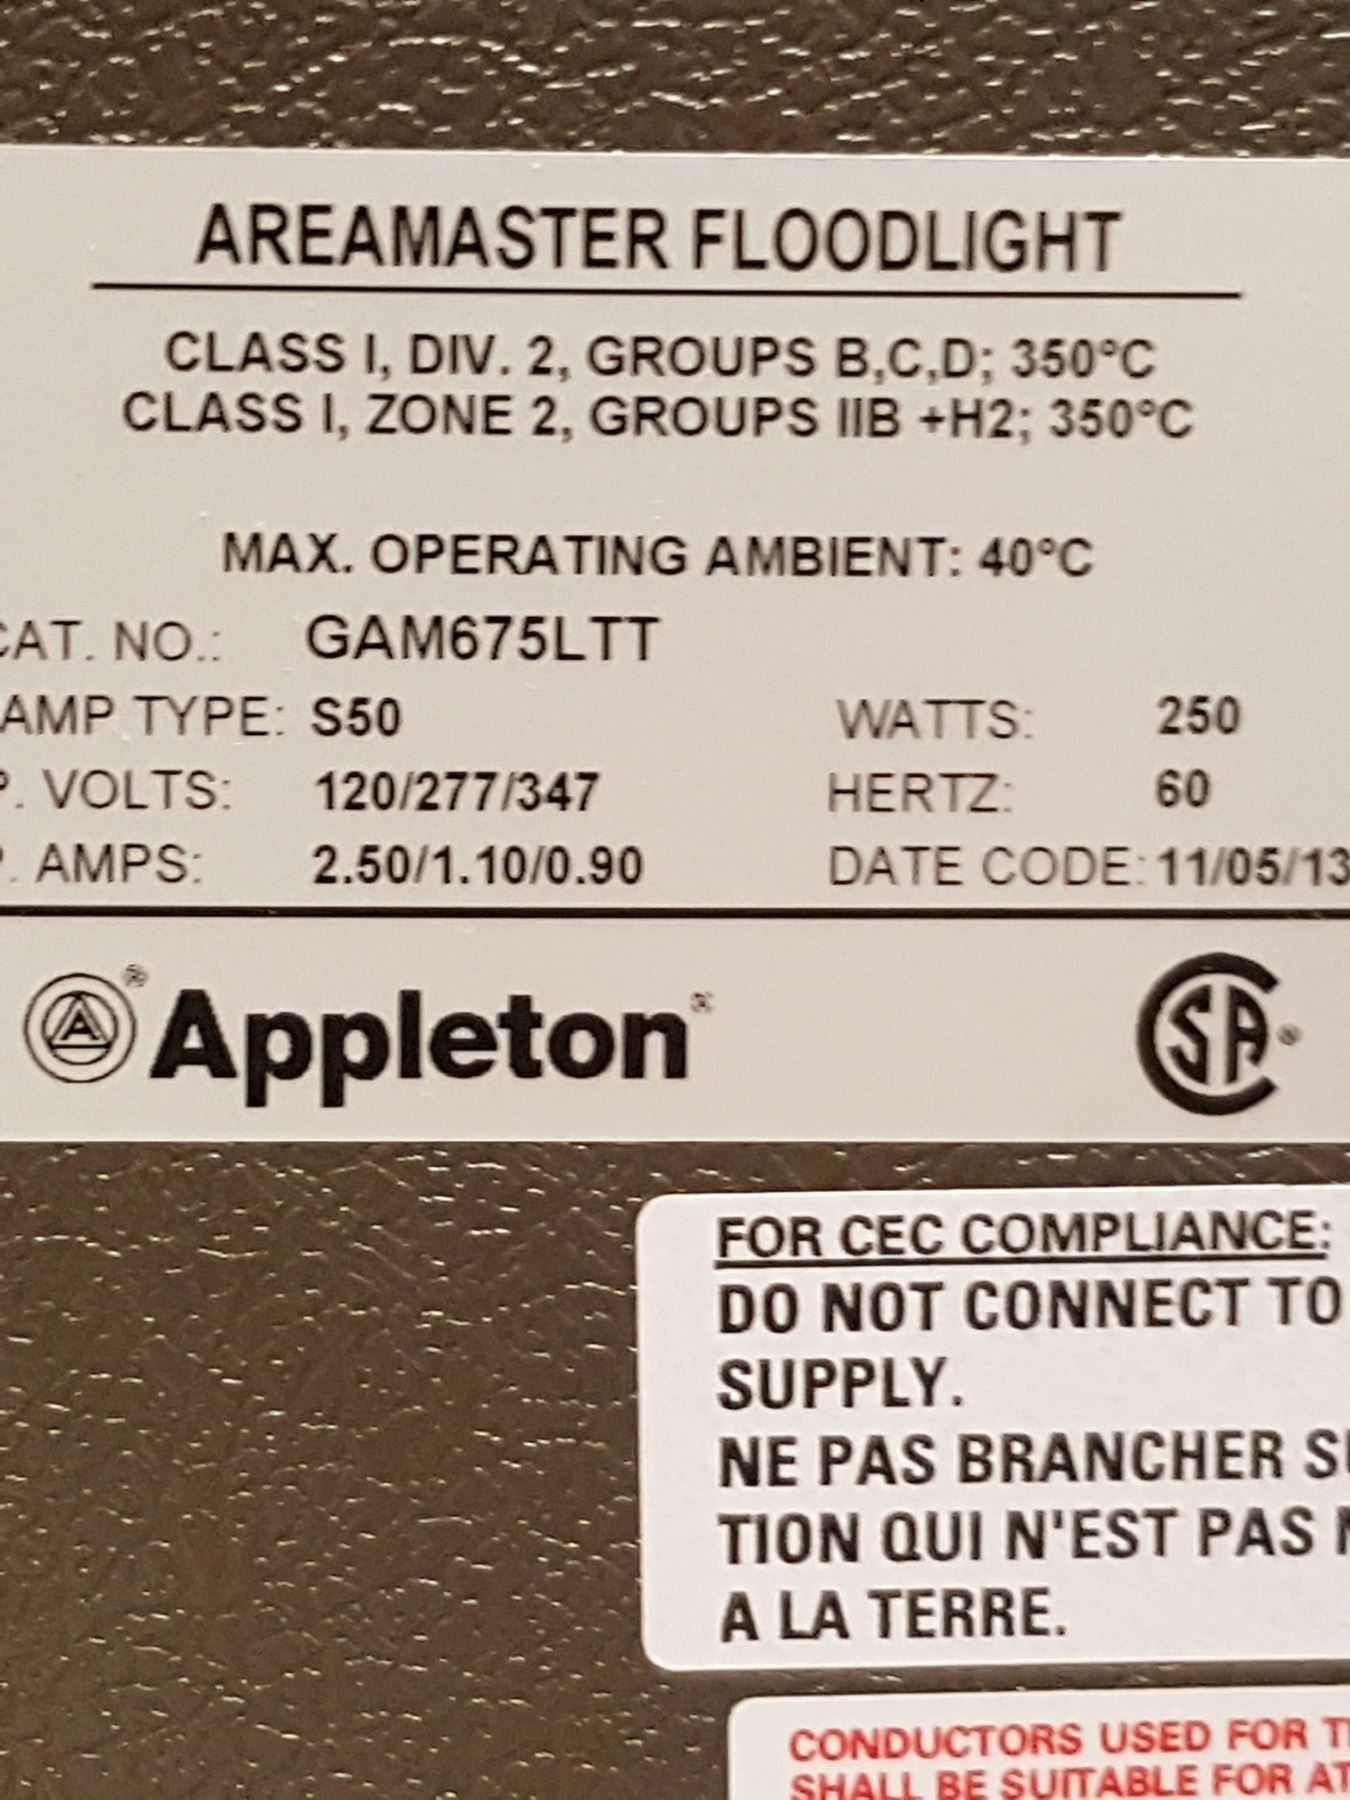 AREAMASTER FLOODLIGHT
CLASS I, DIV. 2, GROUPS B,C,D; 350°C
CLASS I, ZONE 2, GROUPS IIB +H2; 350°C
MAX. OPERATING AMBIENT: 40°C
CAT. NO.: GAM675LTT
AMP TYPE: S50 WATTS: 250
P. VOLTS: 120/277/347 HERTZ: 60
P. AMPS: 2.50/1.10/0.90 DATE CODE: 11/05/13
A® Appleton® CSA®
FOR CEC COMPLIANCE:
DO NOT CONNECT TO
SUPPLY.
NE PAS BRANCHER
TION QUI N'EST PAS
A LA TERRE.
CONDUCTORS USED FOR
SHALL BE SUITABLE FOR AT